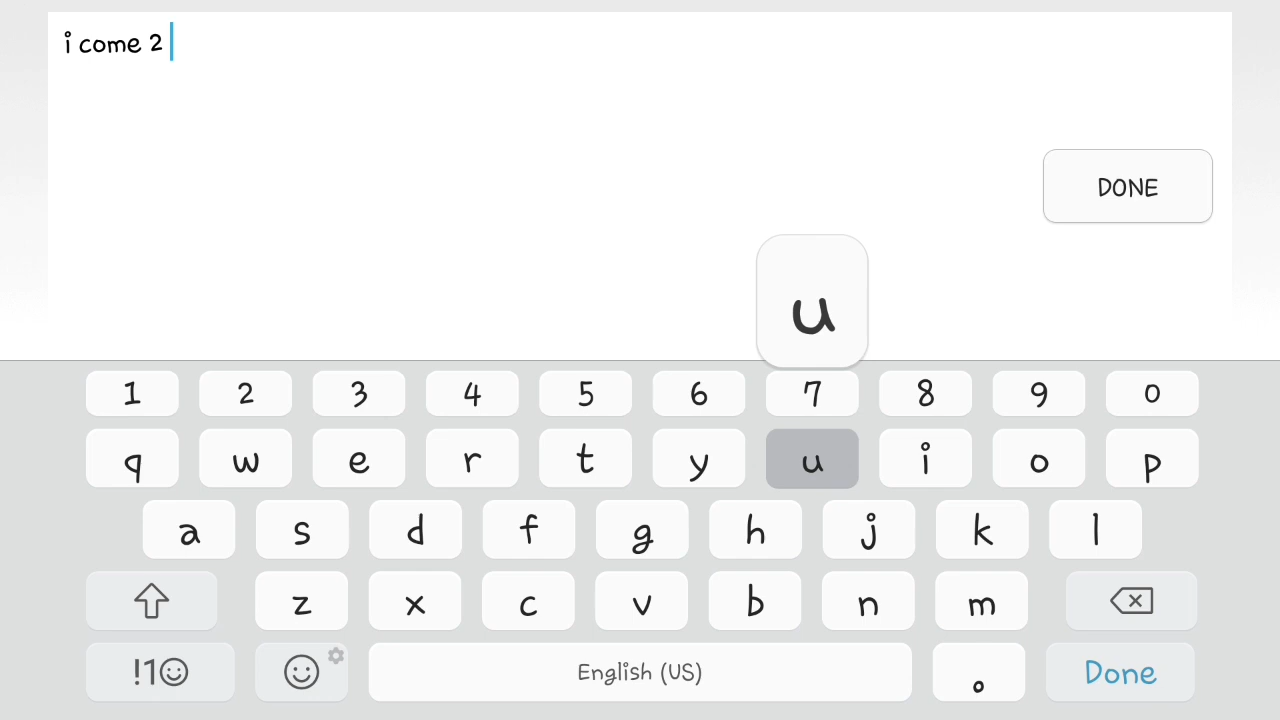 i come 2
DONE
u
1 2 3 4 5 6 7 8 9 0
q w e r t y u i o p
a s d f g h j k l
z x c v b n m
!1☺ English (US) . Done